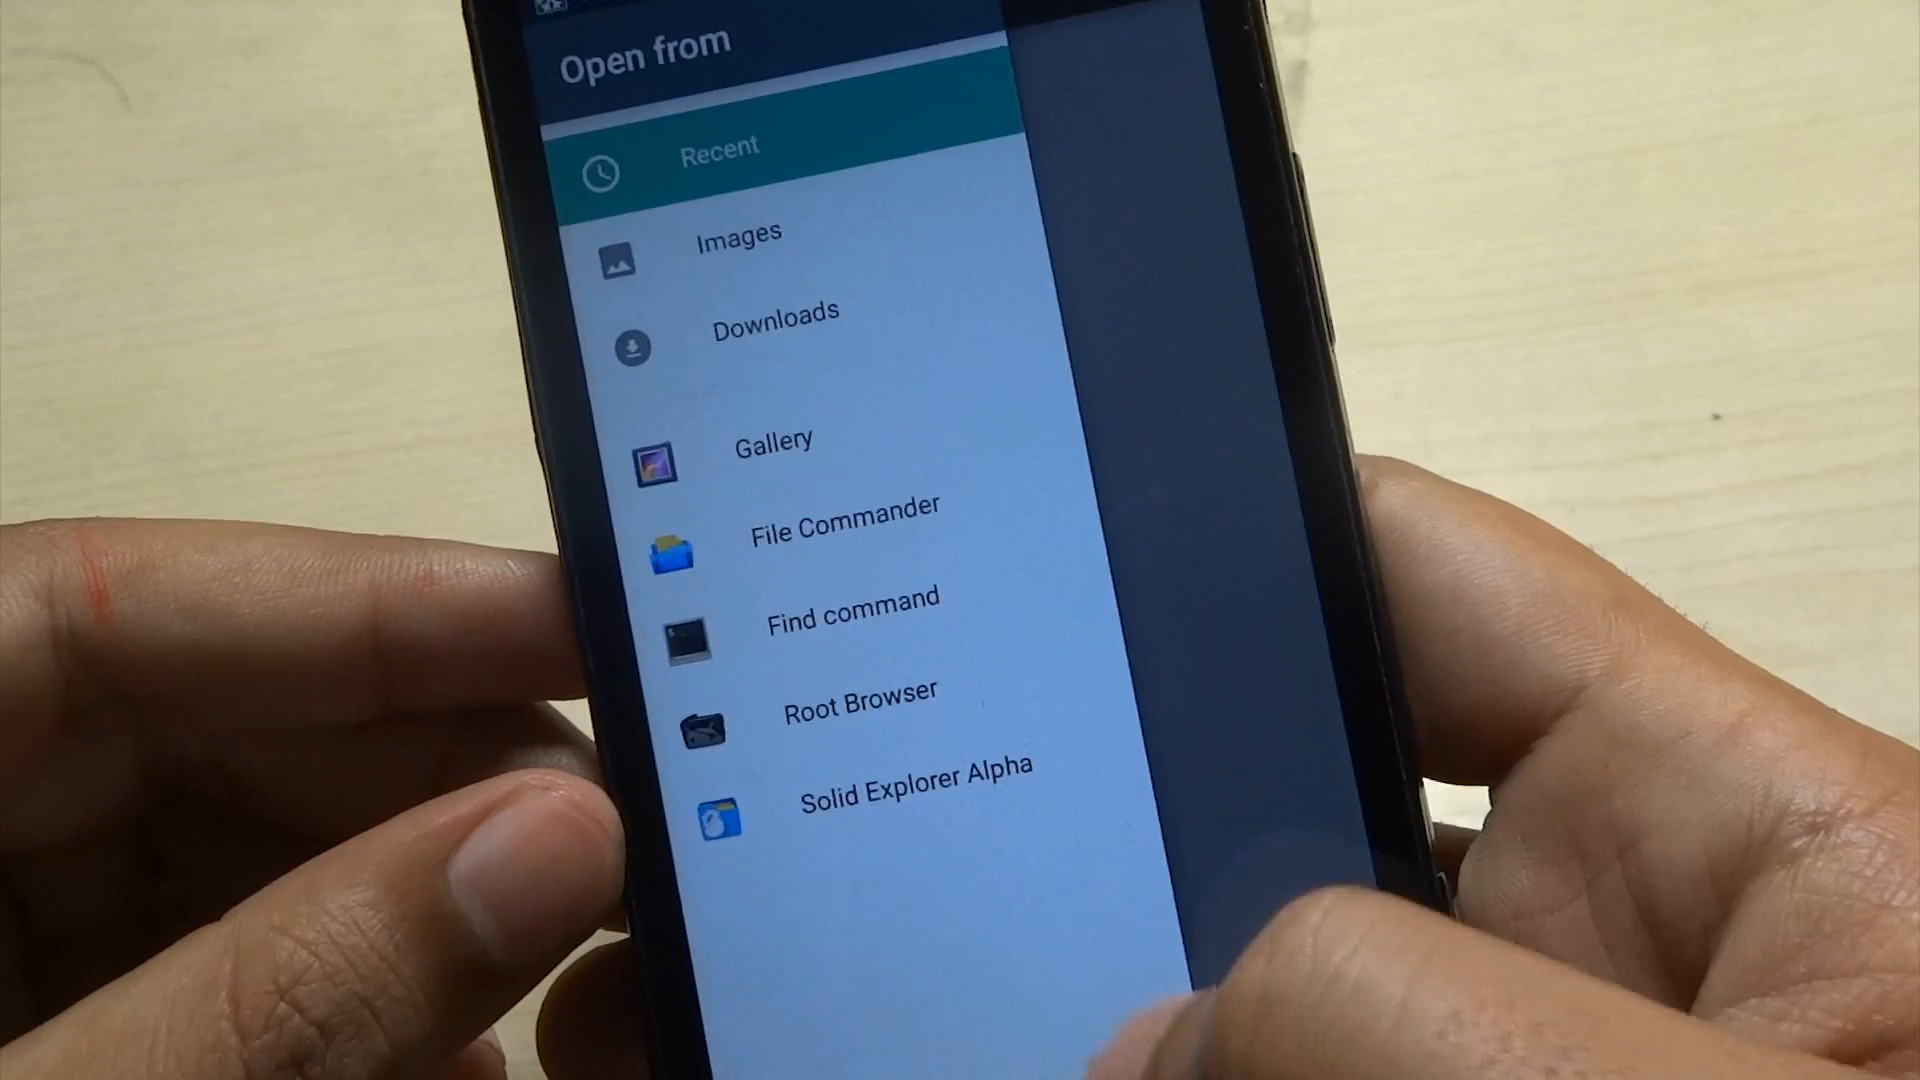 Open from
Recent
Images
Downloads
Gallery
File Commander
Find command
Root Browser
Solid Explorer Alpha